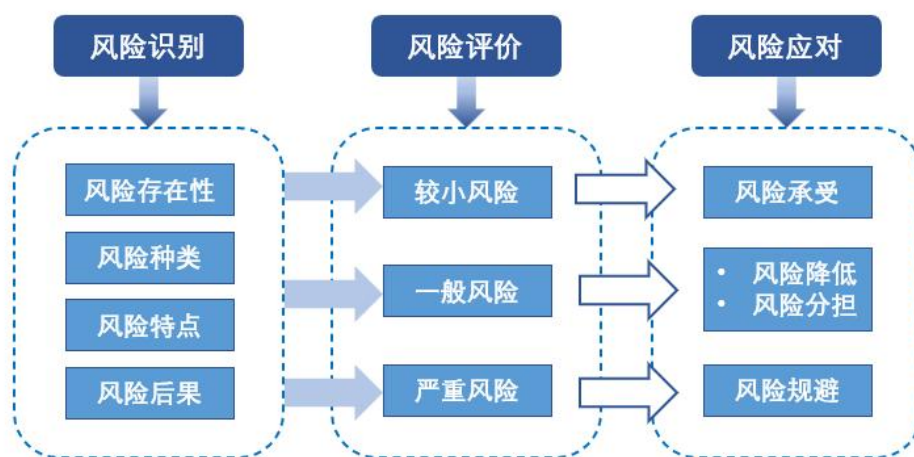 风险识别
风险评价
风险应对
风险存在性
风险种类
风险特点
风险后果
较小风险
一般风险
严重风险
风险承受
• 风险降低
• 风险分担
风险规避